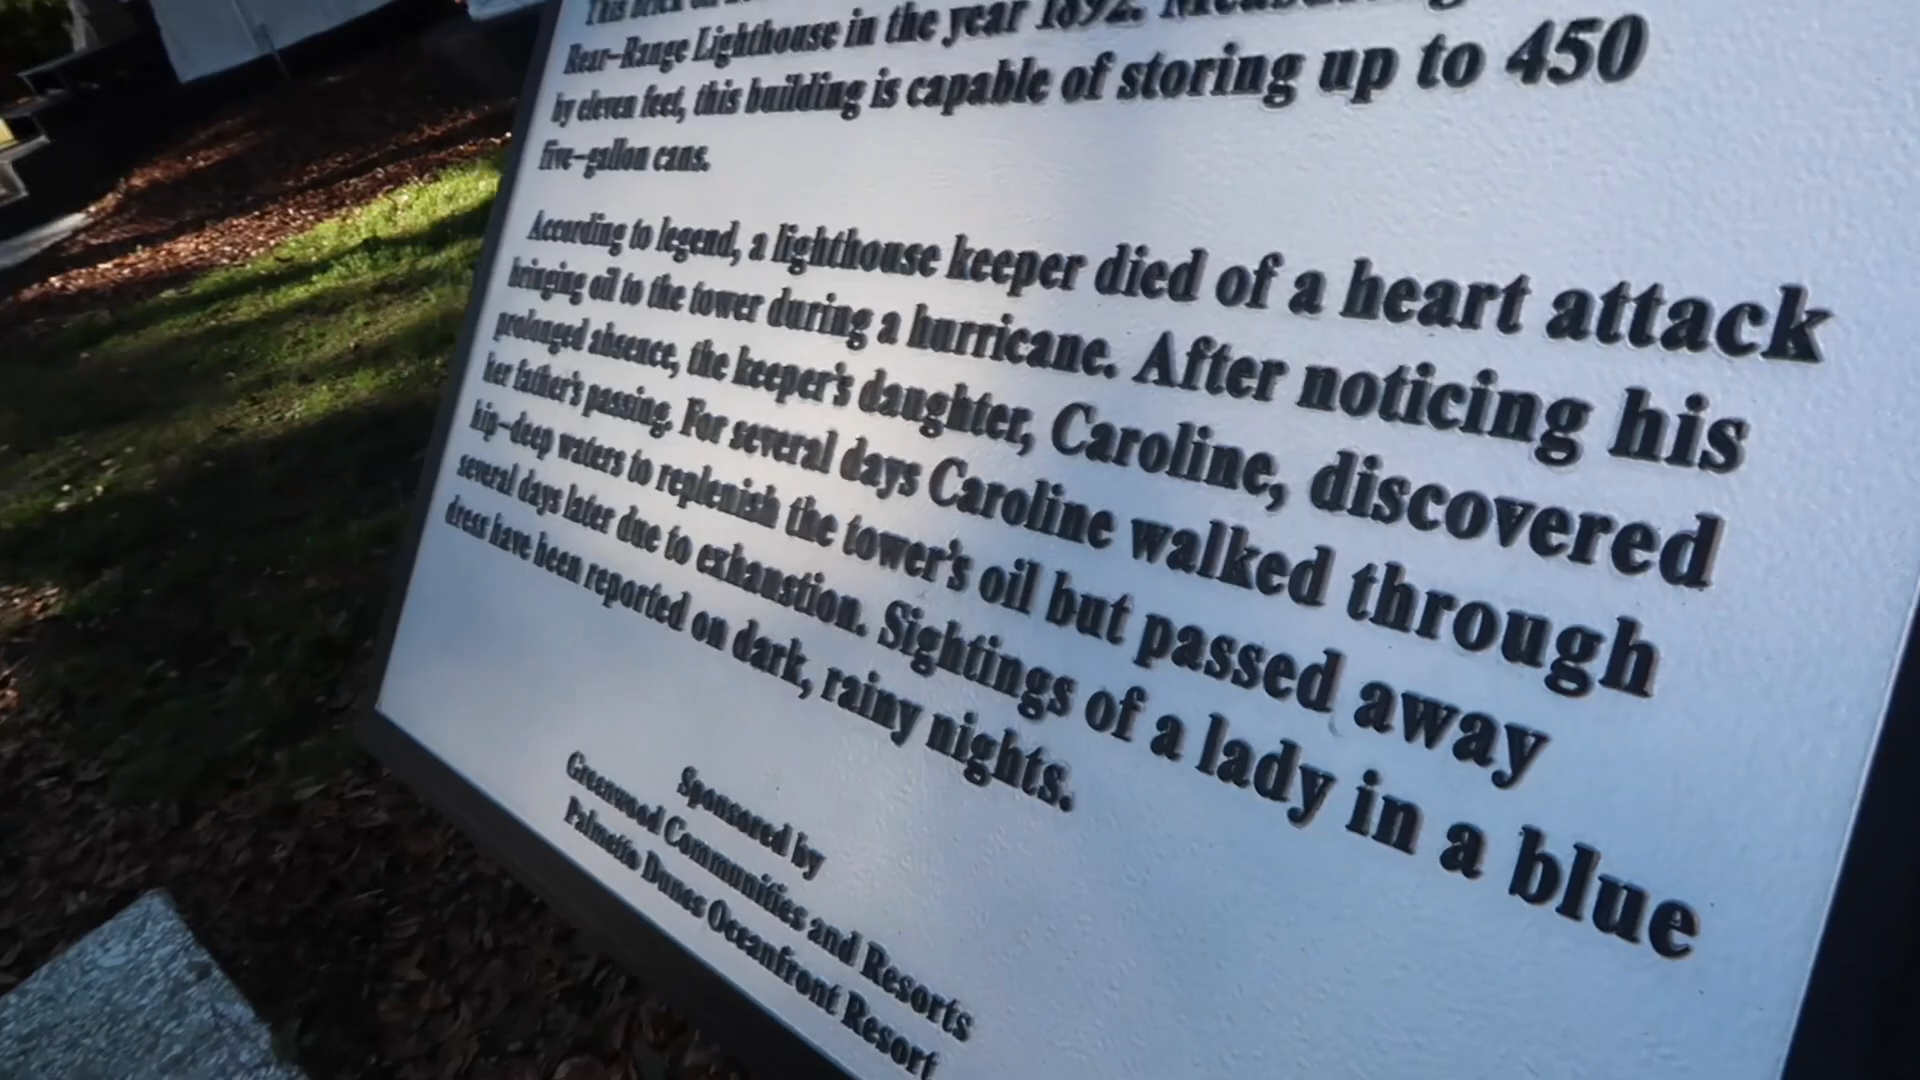 This brick oil
Rear-Range Lighthouse in the year 1892. Measuring
by eleven feet, this building is capable of storing up to 450
five-gallon cans.
According to legend, a lighthouse keeper died of a heart attack
bringing oil to the tower during a hurricane. After noticing his
prolonged absence, the keeper's daughter, Caroline, discovered
her father's passing. For several days Caroline walked through
hip-deep waters to replenish the tower's oil but passed away
several days later due to exhaustion. Sightings of a lady in a blue
dress have been reported on dark, rainy nights.
Sponsored by
Greenwood Communities and Resorts
Palmetto Dunes Oceanfront Resort